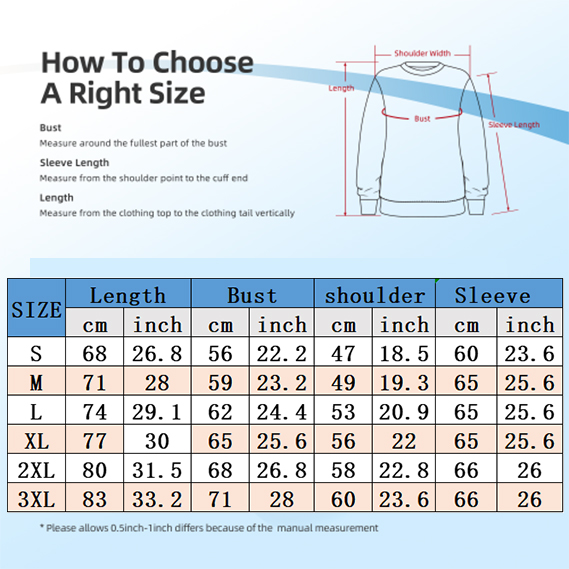 How To Choose
A Right Size
Bust
Measure around the fullest part of the bust
Sleeve Length
Measure from the shoulder point to the cuff end
Length
Measure from the clothing top to the clothing tail vertically
Shoulder Width
Length
Bust
Sleeve Length
SIZE Length Bust shoulder Sleeve
cm inch cm inch cm inch cm inch
S 68 26.8 56 22.2 47 18.5 60 23.6
M 71 28 59 23.2 49 19.3 65 25.6
L 74 29.1 62 24.4 53 20.9 65 25.6
XL 77 30 65 25.6 56 22 65 25.6
2XL 80 31.5 68 26.8 58 22.8 66 26
3XL 83 33.2 71 28 60 23.6 66 26
* Please allows 0.5inch-1inch differs because of the manual measurement